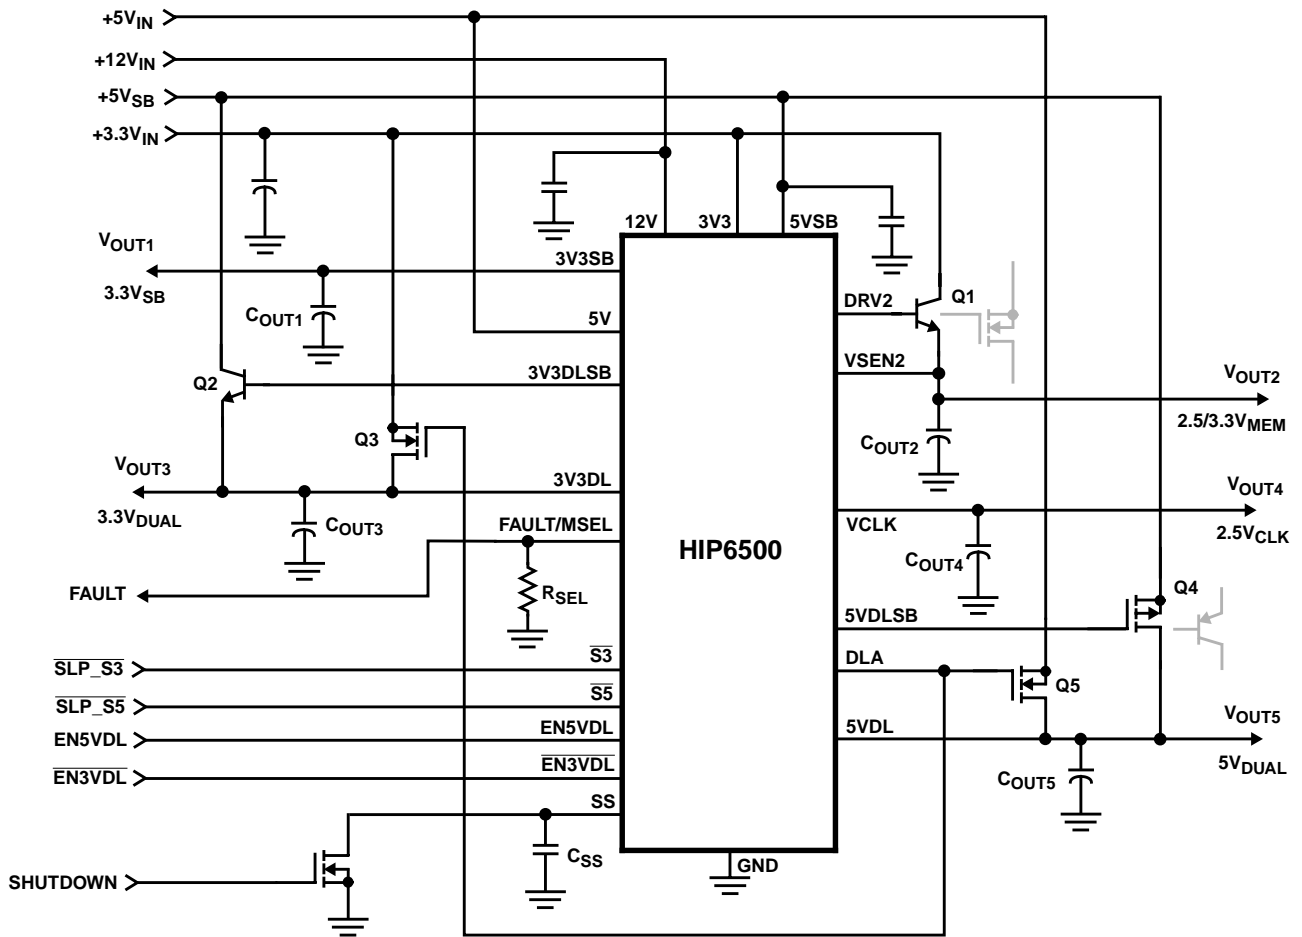 +5VIN
+12VIN
+5VSB
+3.3VIN
12V
3V3
5VSB
VOUT1
3.3VSB
COUT1
3V3SB
5V
DRV2
Q1
VSEN2
Q2
3V3DLSB
VOUT2
2.5/3.3VMEM
COUT2
Q3
VOUT3
3.3VDUAL
COUT3
3V3DL
FAULT/MSEL
HIP6500
VCLK
VOUT4
2.5VCLK
COUT4
FAULT
RSEL
Q4
5VDLSB
SLP_S3
S3
DLA
Q5
SLP_S5
S5
EN5VDL
EN5VDL
5VDL
VOUT5
5VDUAL
COUT5
EN3VDL
EN3VDL
SS
CSS
GND
SHUTDOWN